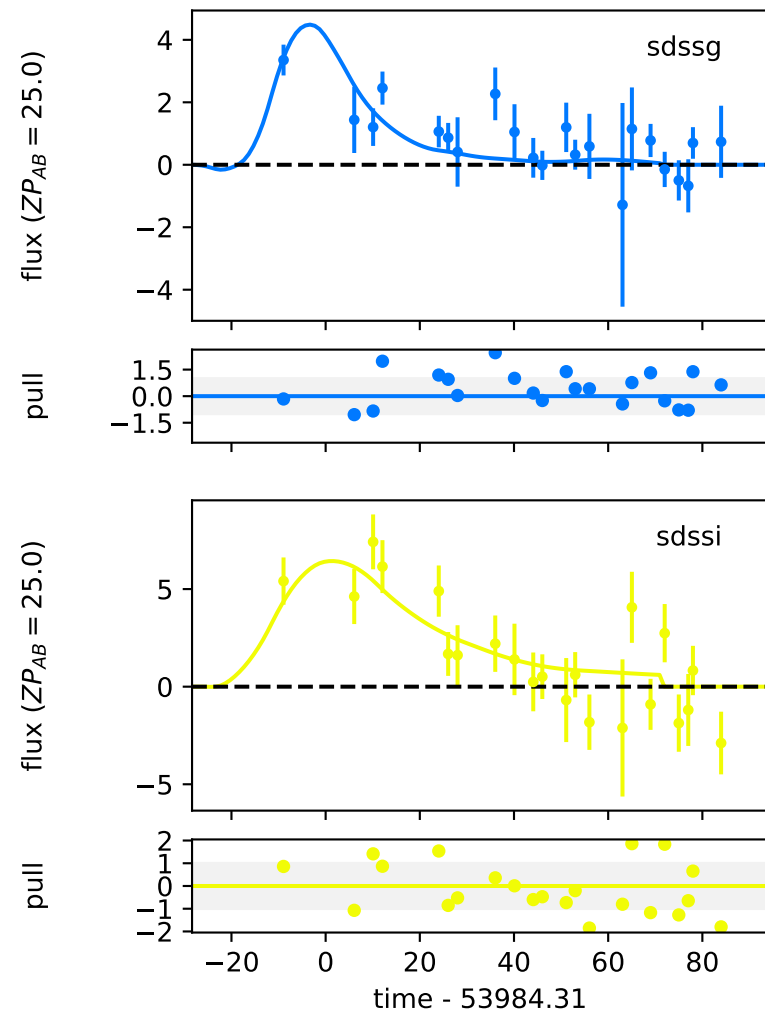 sdssg
flux (ZP_AB = 25.0)
4
2
0
−2
−4
pull
1.5
0.0
−1.5
sdssi
flux (ZP_AB = 25.0)
5
0
−5
pull
2
1
0
−1
−2
−20 0 20 40 60 80
time - 53984.31